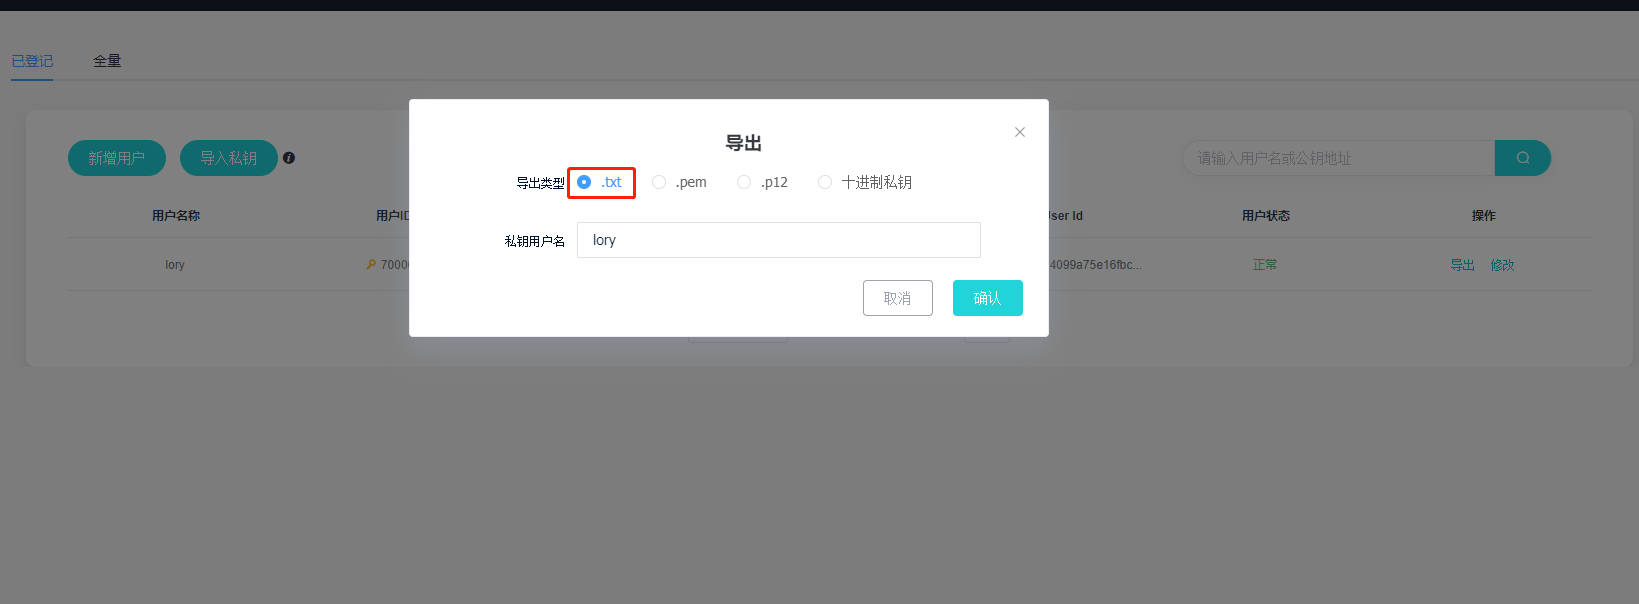 已登记 全量
导出
新增用户 导入私钥 请输入用户名或公钥地址
导出类型 .txt .pem .p12 十进制私钥
用户名称 用户ID ser Id 用户状态 操作
私钥用户名 lory
lory 7000 4099a75e16fbc... 正常 导出 修改
取消 确认